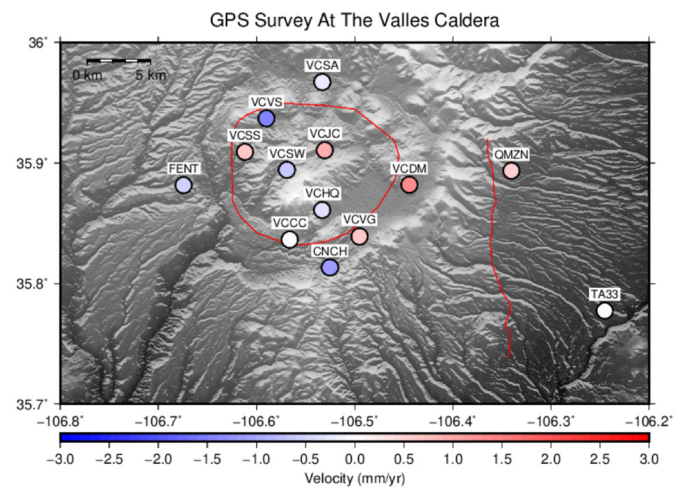 GPS Survey At The Valles Caldera
36°
35.9°
35.8°
35.7°
0 km 5 km
VCSA
VCVS
VCSS
VCJC
VCSW
FENT
VCDM
QMZN
VCHQ
VCCC
VCVG
CNCH
TA33
−106.8° −106.7° −106.6° −106.5° −106.4° −106.3° −106.2°
−3.0 −2.5 −2.0 −1.5 −1.0 −0.5 0.0 0.5 1.0 1.5 2.0 2.5 3.0
Velocity (mm/yr)